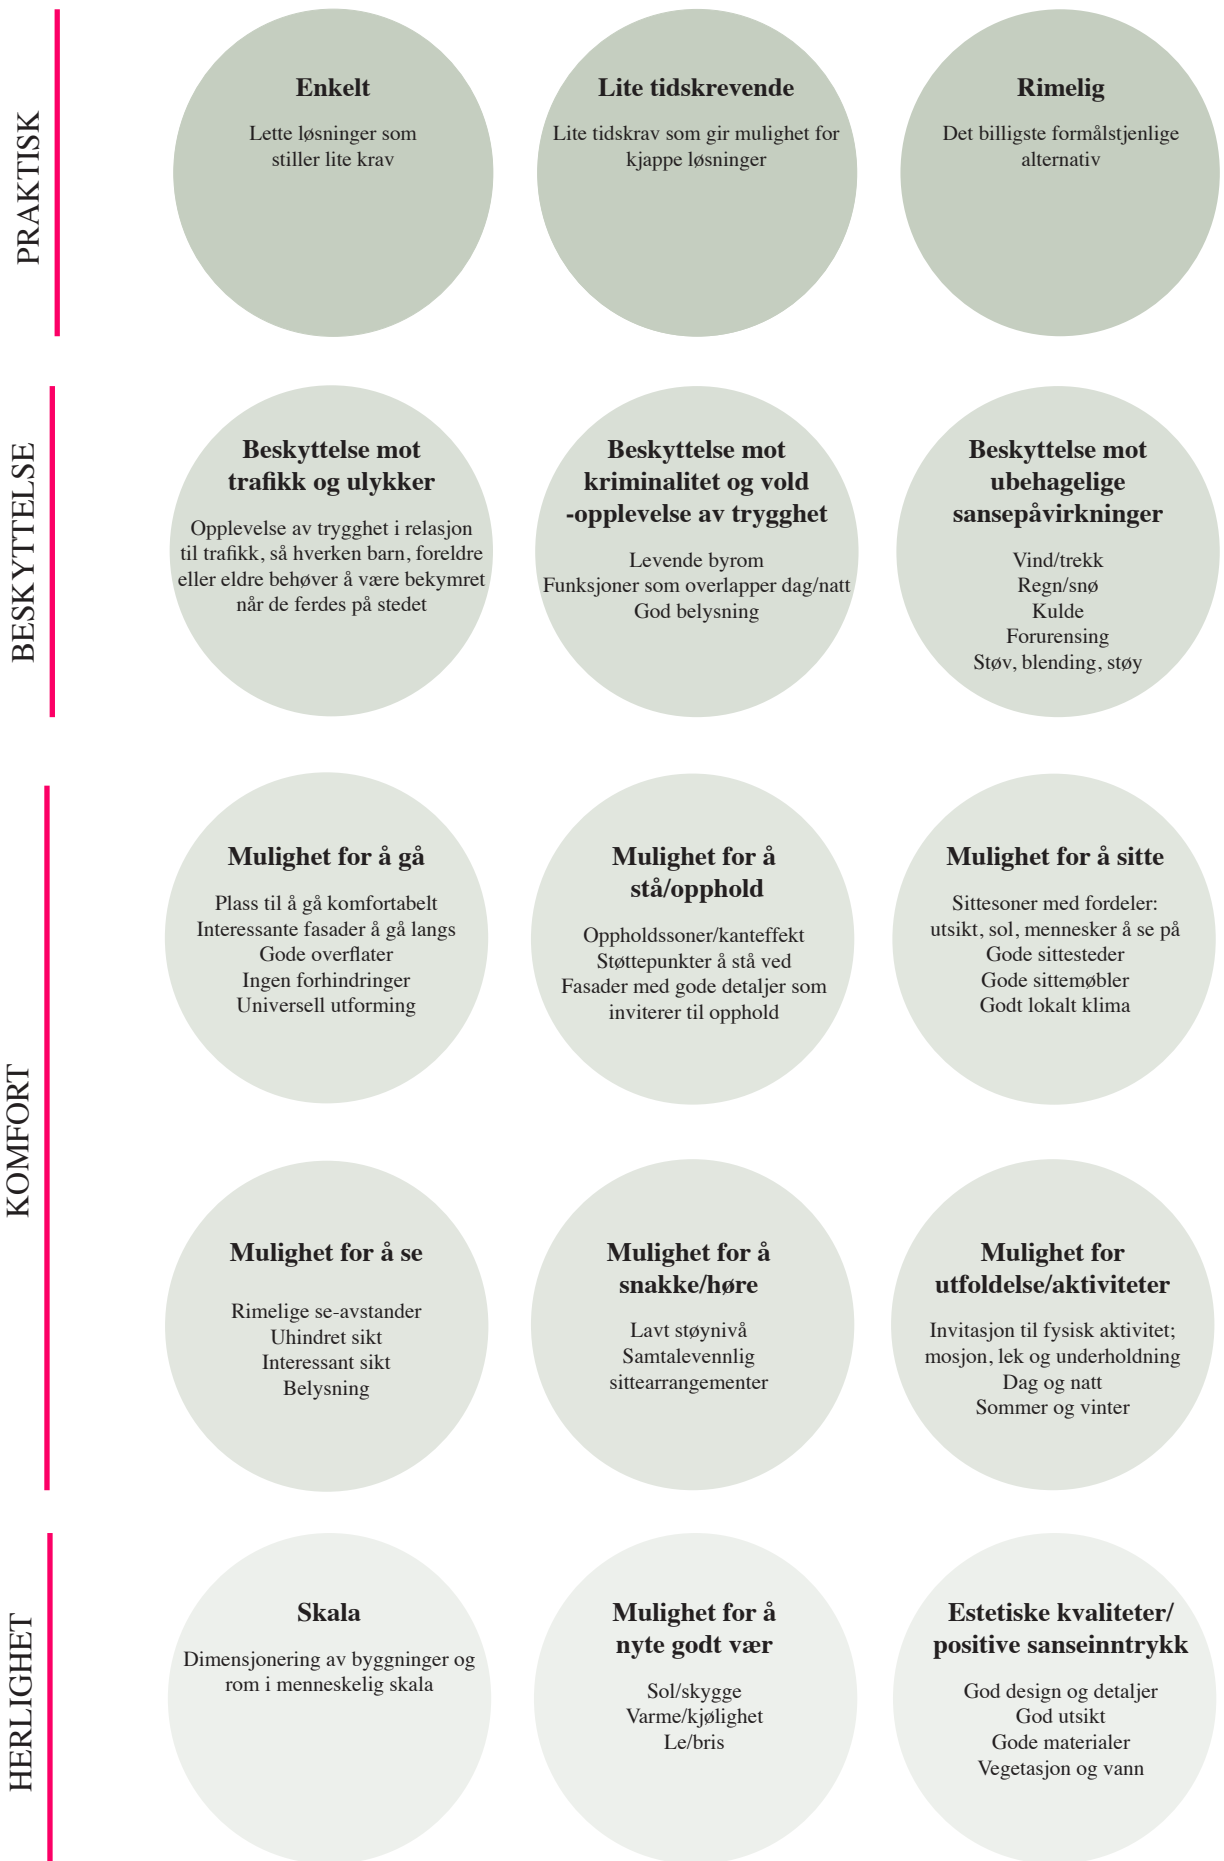 PRAKTISK
Enkelt
Lette løsninger som
stiller lite krav
Lite tidskrevende
Lite tidskrav som gir mulighet for
kjappe løsninger
Rimelig
Det billigste formålstjenlige
alternativ
BESKYTTELSE
Beskyttelse mot
trafikk og ulykker
Opplevelse av trygghet i relasjon
til trafikk, så hverken barn, foreldre
eller eldre behøver å være bekymret
når de ferdes på stedet
Beskyttelse mot
kriminalitet og vold
-opplevelse av trygghet
Levende byrom
Funksjoner som overlapper dag/natt
God belysning
Beskyttelse mot
ubehagelige
sansepåvirkninger
Vind/trekk
Regn/snø
Kulde
Forurensing
Støv, blending, støy
KOMFORT
Mulighet for å gå
Plass til å gå komfortabelt
Interessante fasader å gå langs
Gode overflater
Ingen forhindringer
Universell utforming
Mulighet for å
stå/opphold
Oppholdssoner/kanteffekt
Støttepunkter å stå ved
Fasader med gode detaljer som
inviterer til opphold
Mulighet for å sitte
Sittesoner med fordeler:
utsikt, sol, mennesker å se på
Gode sittesteder
Gode sittemøbler
Godt lokalt klima
Mulighet for å se
Rimelige se-avstander
Uhindret sikt
Interessant sikt
Belysning
Mulighet for å
snakke/høre
Lavt støynivå
Samtalevennlig
sittearrangementer
Mulighet for
utfoldelse/aktiviteter
Invitasjon til fysisk aktivitet;
mosjon, lek og underholdning
Dag og natt
Sommer og vinter
HERLIGHET
Skala
Dimensjonering av byggninger og
rom i menneskelig skala
Mulighet for å
nyte godt vær
Sol/skygge
Varme/kjølighet
Le/bris
Estetiske kvaliteter/
positive sanseinntrykk
God design og detaljer
God utsikt
Gode materialer
Vegetasjon og vann